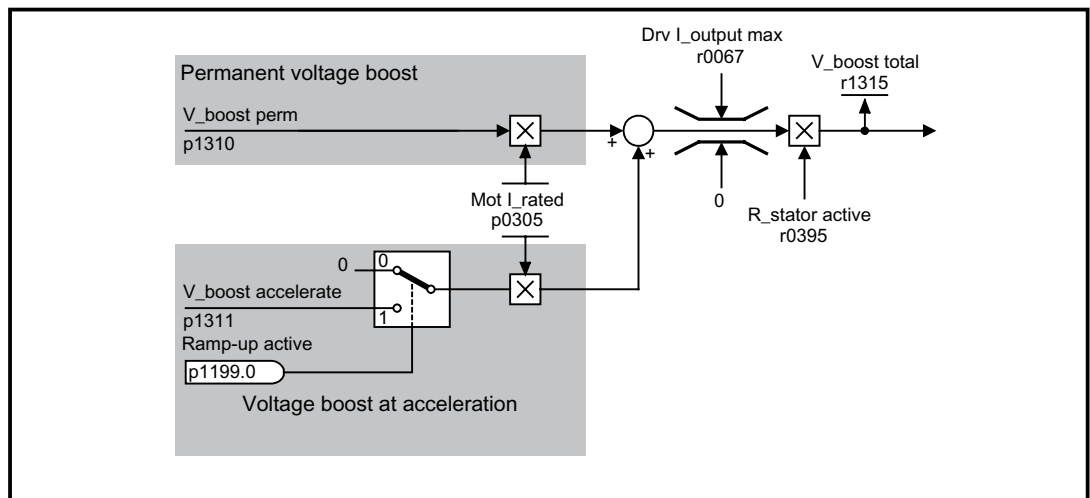 Drv I_output max
r0067
V_boost total
r1315
Permanent voltage boost
V_boost perm
p1310
+
+
Mot I_rated
p0305
0
R_stator active
r0395
0
0
V_boost accelerate
p1311
1
Ramp-up active
p1199.0
Voltage boost at acceleration